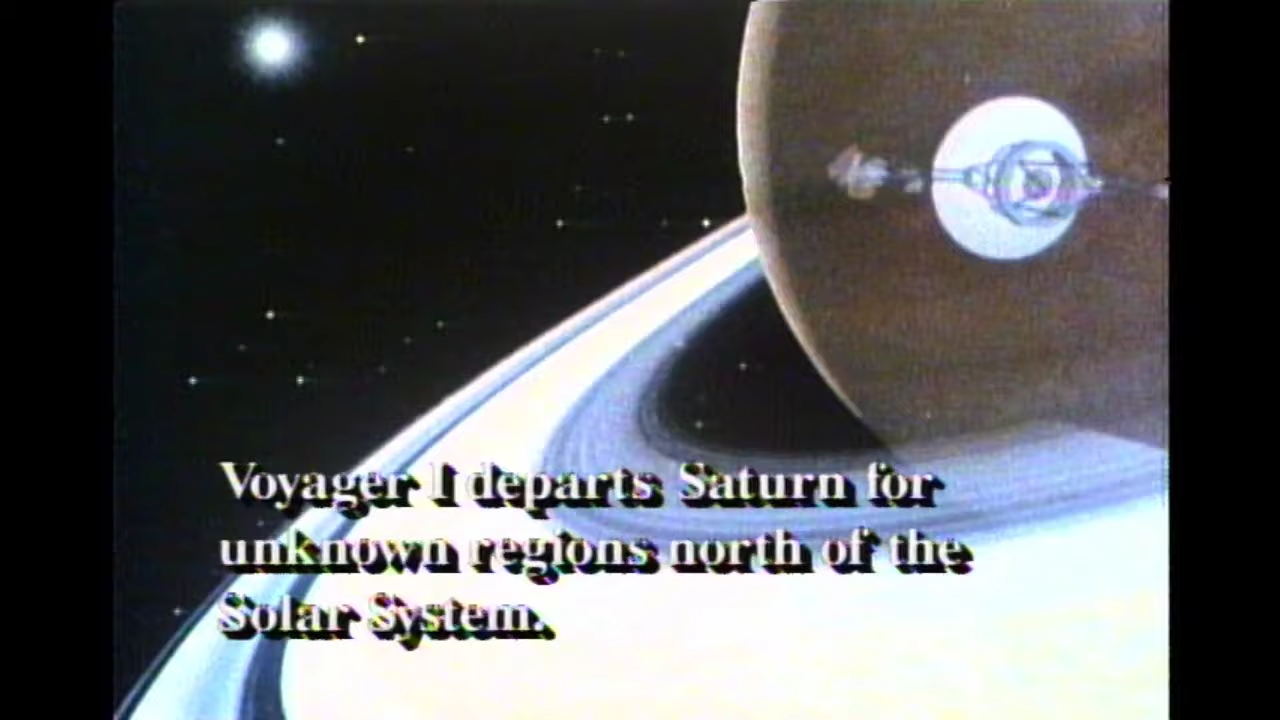 Voyager I departs Saturn for
unknown regions north of the
Solar System.